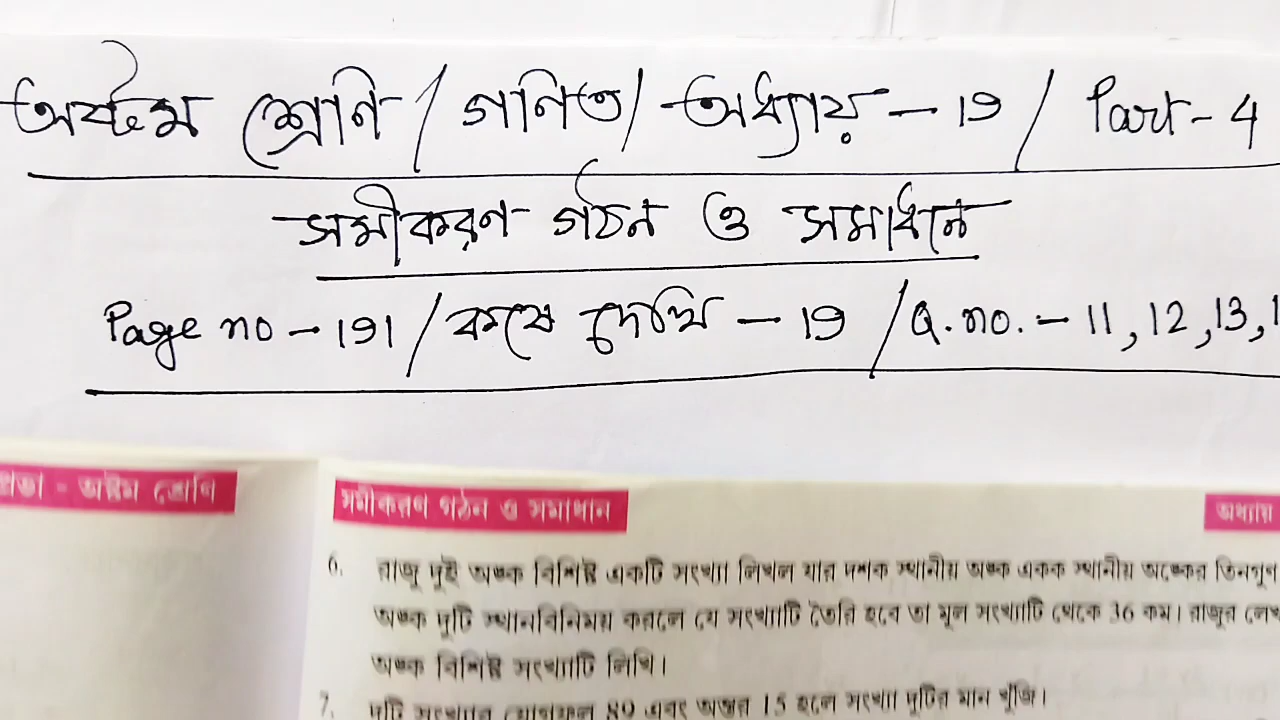 অষ্টম শ্রেণি / গনিত / অধ্যায় - 19 / Part - 4
সমীকরণ গঠন ও সমাধান
Page no - 191 / কষে দেখি - 19 / Q. no. - 11, 12, 13,
প্রভা - অষ্টম শ্রেণি
সমীকরণ গঠন ও সমাধান
অধ্যায়
6. রাজু দুই অঙ্ক বিশিষ্ট একটি সংখ্যা লিখল যার দশক স্থানীয় অঙ্ক একক স্থানীয় অঙ্কের তিনগুণ
অঙ্ক দুটি স্থানবিনিময় করলে যে সংখ্যাটি তৈরি হবে তা মূল সংখ্যাটি থেকে 36 কম। রাজুর
অঙ্ক বিশিষ্ট সংখ্যাটি লিখি।
7. দুটি সংখ্যার যোগফল 89 এবং অন্তর 15 হলে সংখ্যা দুটির মান খুঁজি।